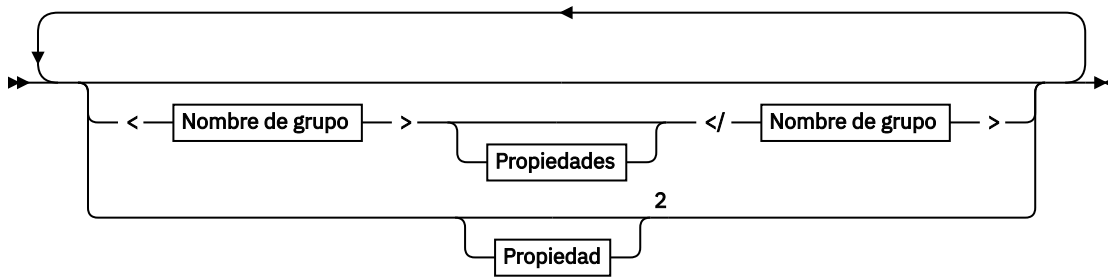 < Nombre de grupo > </ Nombre de grupo >
Propiedades
2
Propiedad